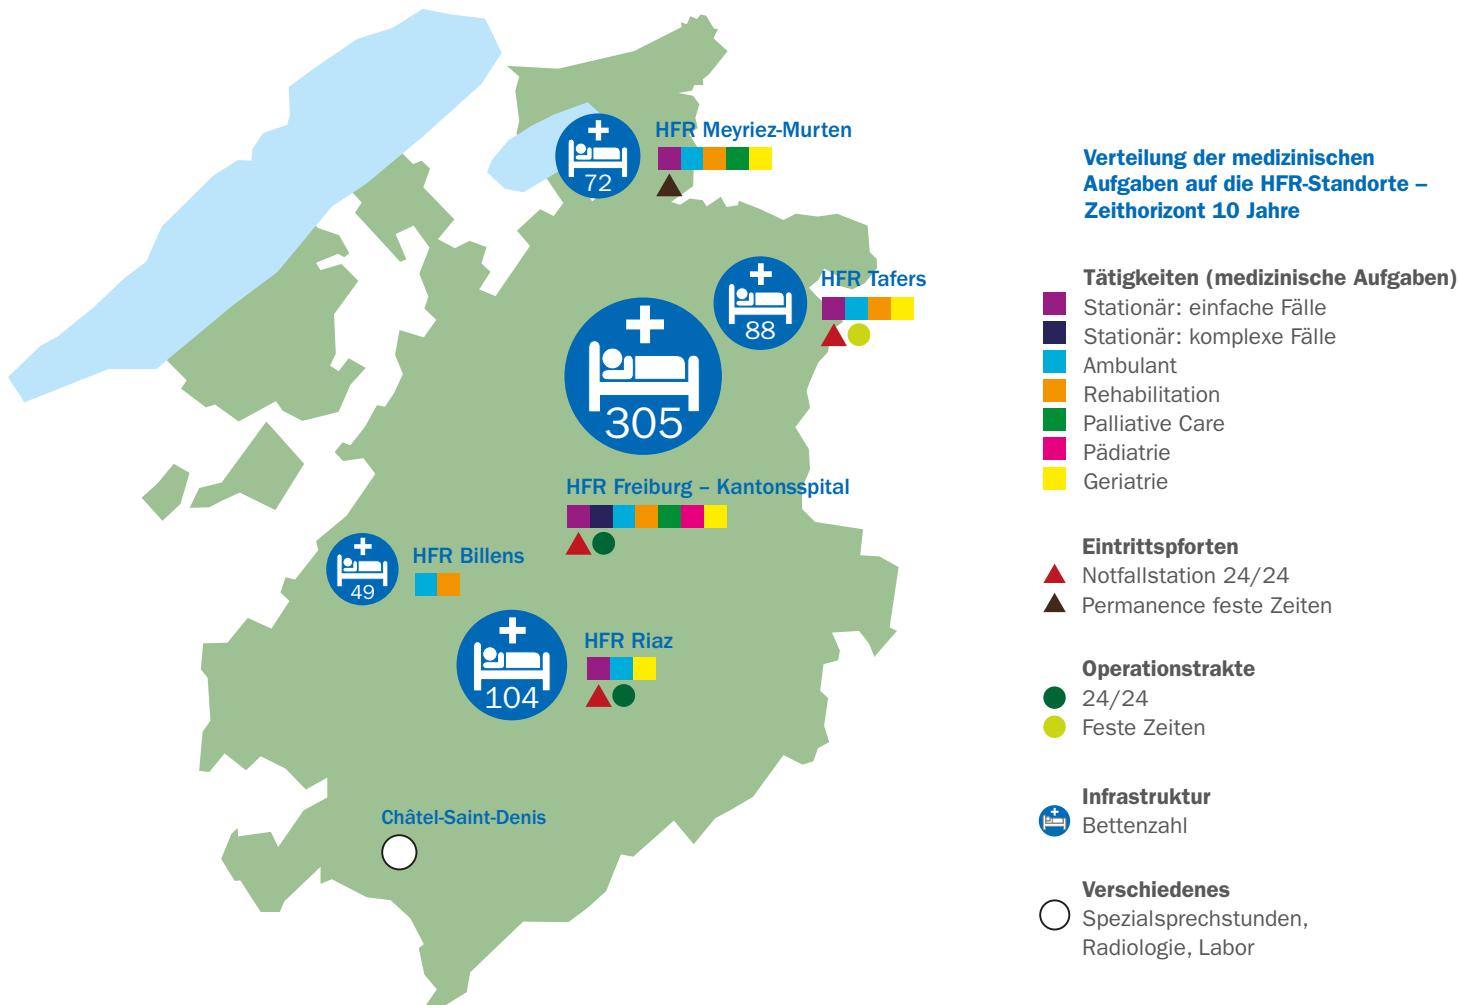 HFR Meyriez-Murten
72
HFR Tafers
88
305
HFR Freiburg – Kantonsspital
HFR Billens
49
HFR Riaz
104
Châtel-Saint-Denis
Verteilung der medizinischen
Aufgaben auf die HFR-Standorte –
Zeithorizont 10 Jahre
Tätigkeiten (medizinische Aufgaben)
Stationär: einfache Fälle
Stationär: komplexe Fälle
Ambulant
Rehabilitation
Palliative Care
Pädiatrie
Geriatrie
Eintrittspforten
Notfallstation 24/24
Permanence feste Zeiten
Operationstrakte
24/24
Feste Zeiten
Infrastruktur
Bettenzahl
Verschiedenes
Spezialsprechstunden,
Radiologie, Labor